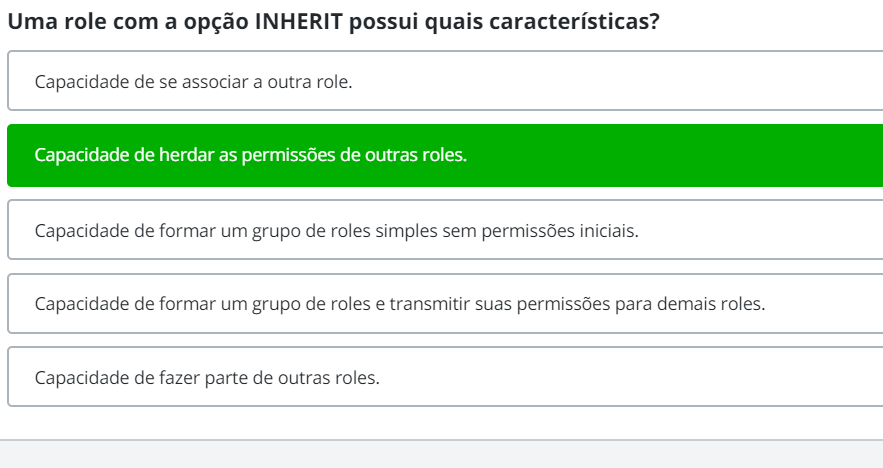 Uma role com a opção INHERIT possui quais características?
Capacidade de se associar a outra role.
Capacidade de herdar as permissões de outras roles.
Capacidade de formar um grupo de roles simples sem permissões iniciais.
Capacidade de formar um grupo de roles e transmitir suas permissões para demais roles.
Capacidade de fazer parte de outras roles.